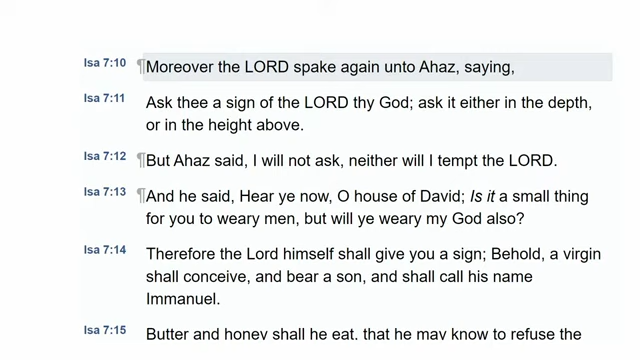 Isa 7:10 ¶Moreover the LORD spake again unto Ahaz, saying,
Isa 7:11 Ask thee a sign of the LORD thy God; ask it either in the depth,
or in the height above.
Isa 7:12 ¶But Ahaz said, I will not ask, neither will I tempt the LORD.
Isa 7:13 ¶And he said, Hear ye now, O house of David; Is it a small thing
for you to weary men, but will ye weary my God also?
Isa 7:14 Therefore the Lord himself shall give you a sign; Behold, a virgin
shall conceive, and bear a son, and shall call his name
Immanuel.
Isa 7:15 Butter and honey shall he eat, that he may know to refuse the